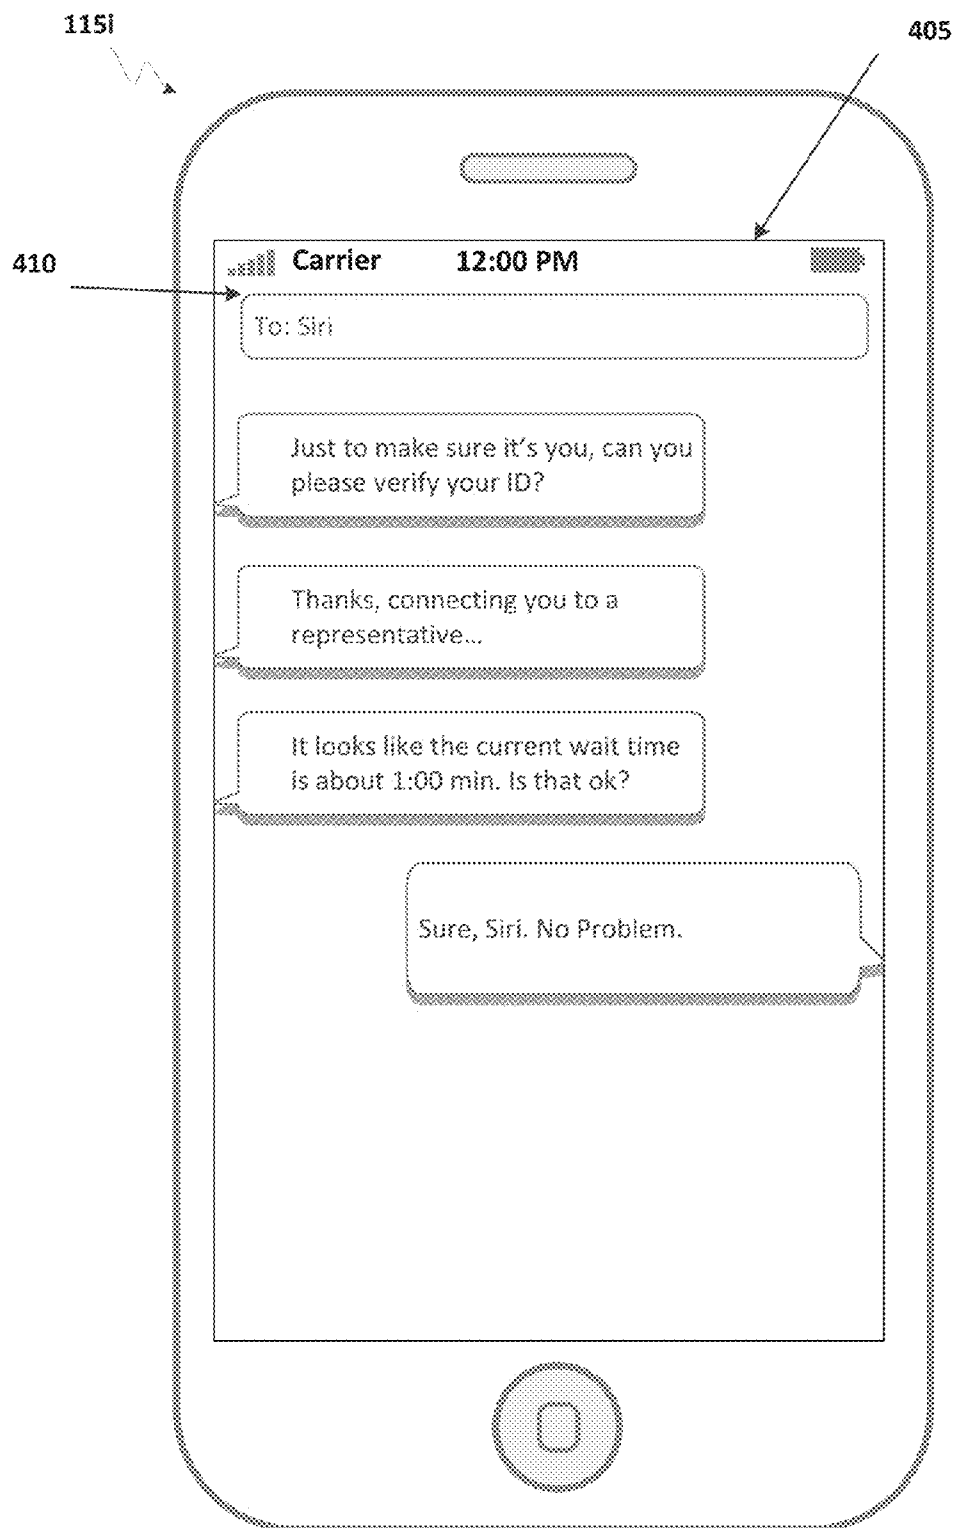 115i
405
410
Carrier 12:00 PM
To: Siri
Just to make sure it's you, can you
please verify your ID?
Thanks, connecting you to a
representative...
It looks like the current wait time
is about 1:00 min. Is that ok?
Sure, Siri. No Problem.